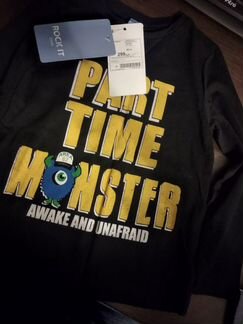 ROCK IT
PART
TIME
MONSTER
AWAKE AND UNAFRAID